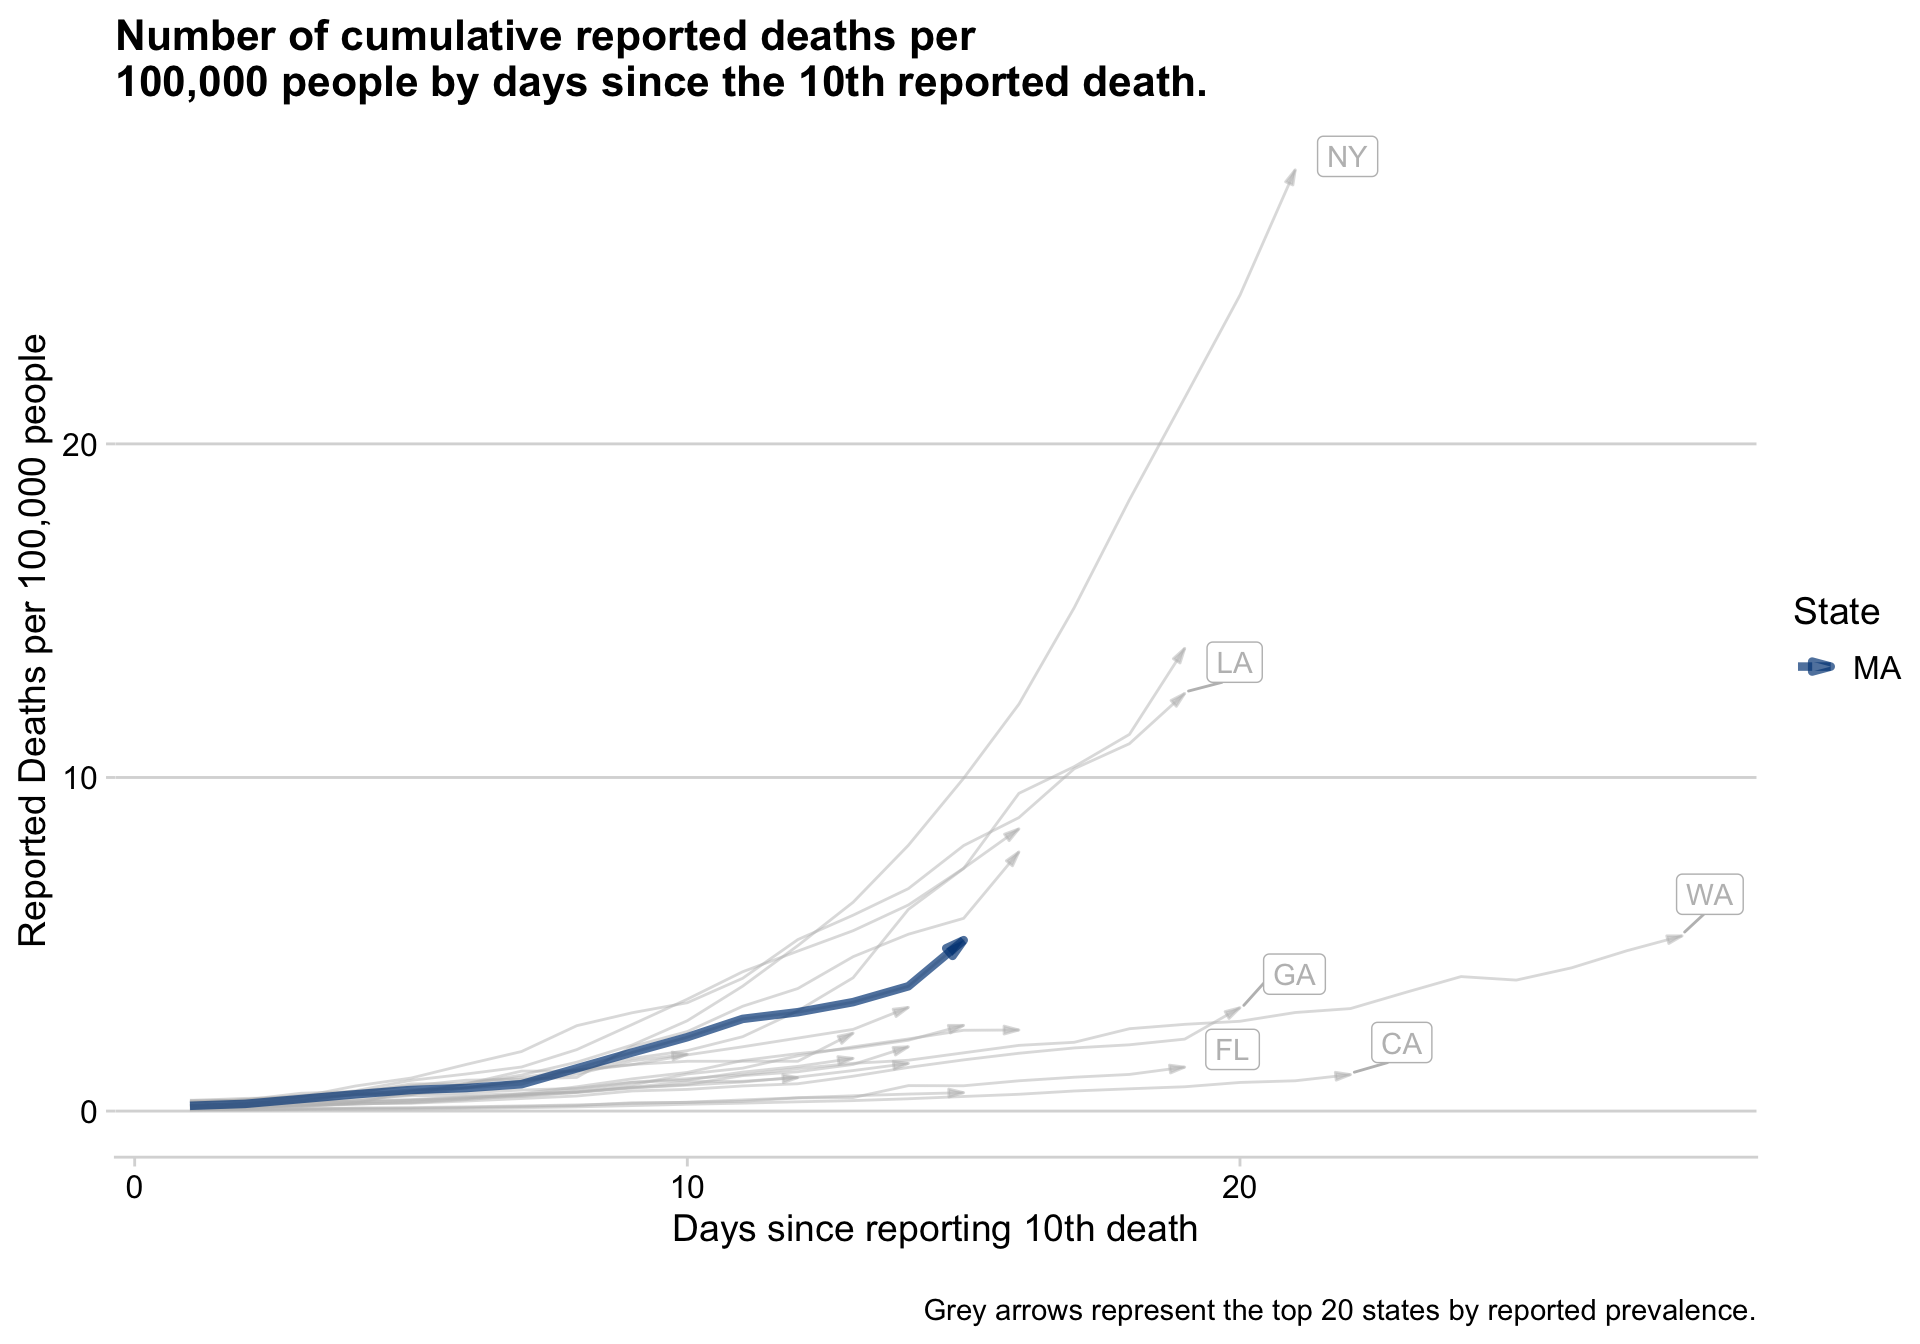 Number of cumulative reported deaths per
100,000 people by days since the 10th reported death.
Reported Deaths per 100,000 people
20
10
0
NY
LA
WA
GA
FL
CA
State
MA
0
10
20
Days since reporting 10th death
Grey arrows represent the top 20 states by reported prevalence.